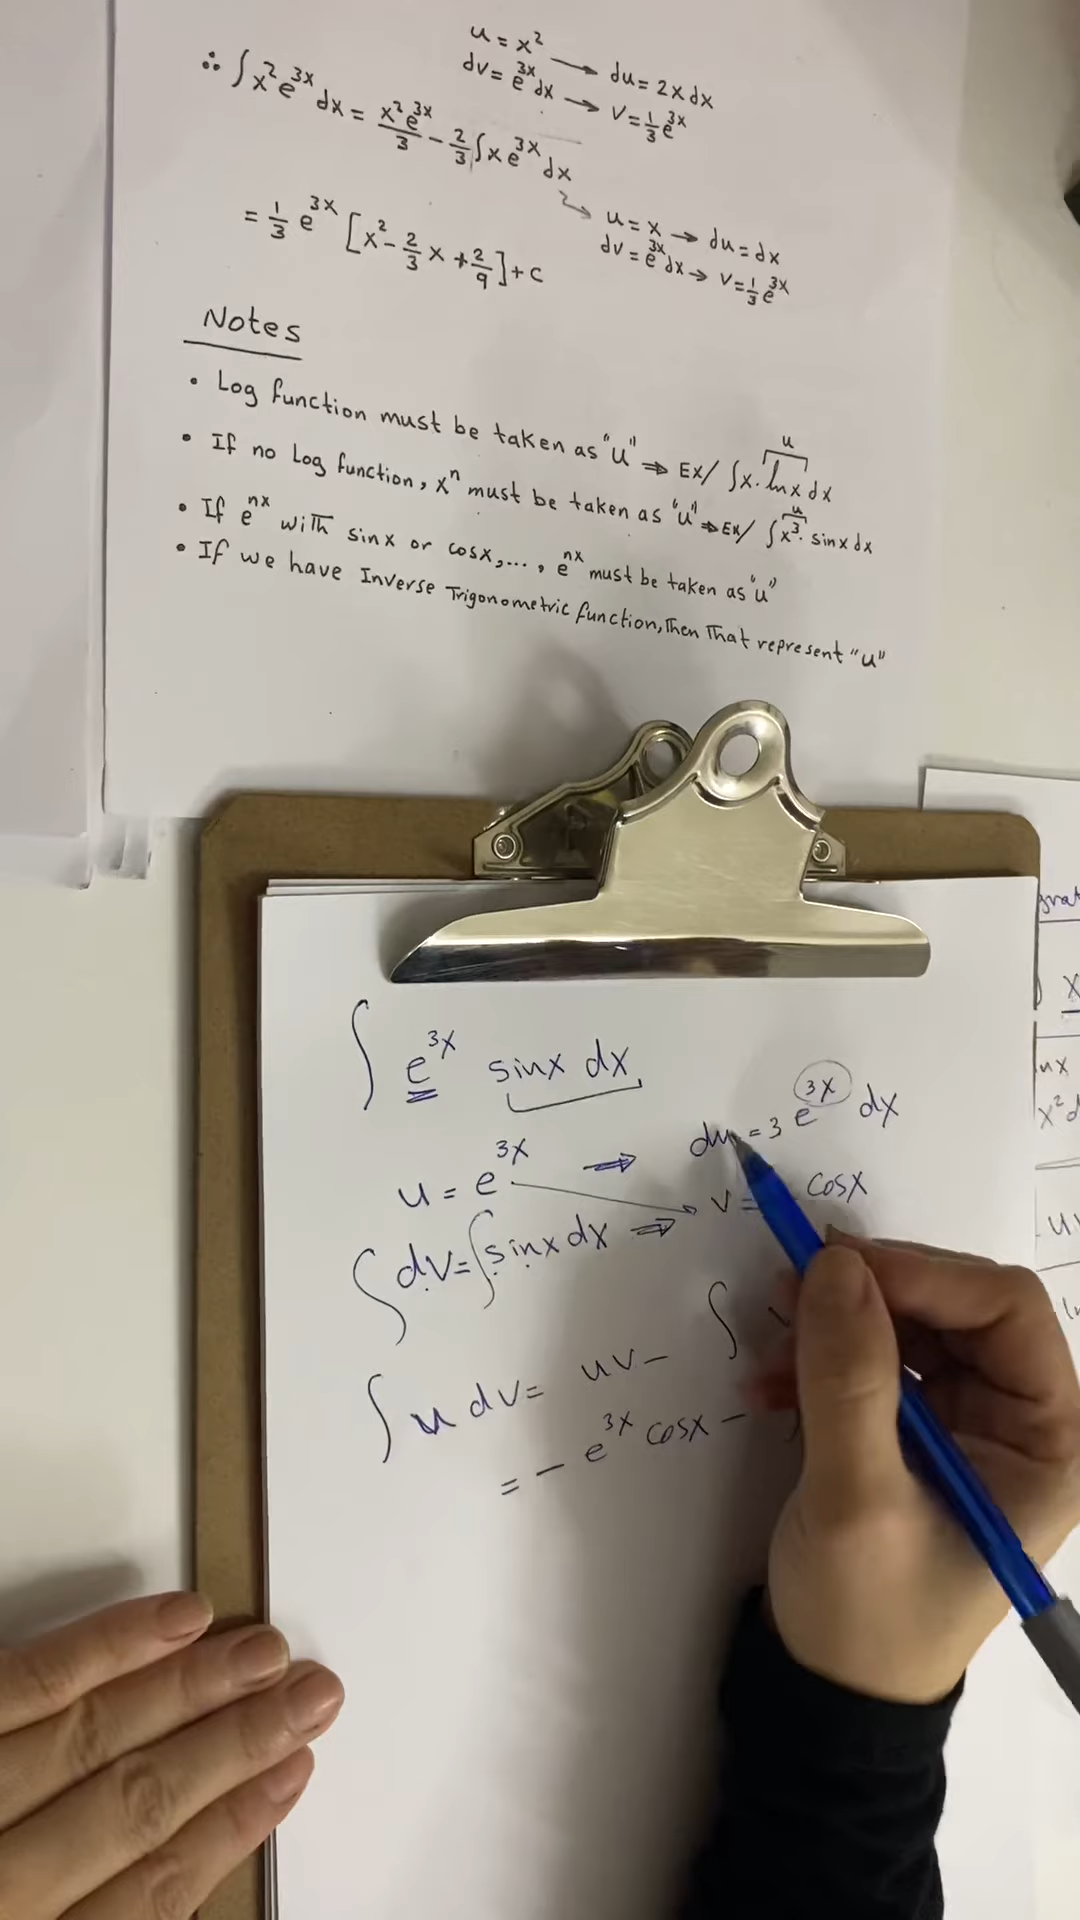 u = x² → du = 2x dx
dv = e^3x dx → v = 1/3 e^3x
∴ ∫x² e^3x dx = x² e^3x/3 - 2/3 ∫x e^3x dx
u = x → du = dx
dv = e^3x dx → v = 1/3 e^3x
= 1/3 e^3x [x² - 2/3 x + 2/9] + c
Notes
• Log function must be taken as "u" ⇒ EX/ ∫x. ln x dx
u
• If no Log function, x^n must be taken as "u" ⇒ EX/ ∫x³. sinx dx
u
• If e^nx with sinx or cosx, ..., e^nx must be taken as "u"
• If we have Inverse Trigonometric function, Then That represent "u"
∫ e^3x sinx dx
u = e^3x ⇒ du = 3 e^3x dx
∫ dv = ∫ sinx dx ⇒ v = cosx
∫ u dv = uv - ∫
= - e^3x cosx -